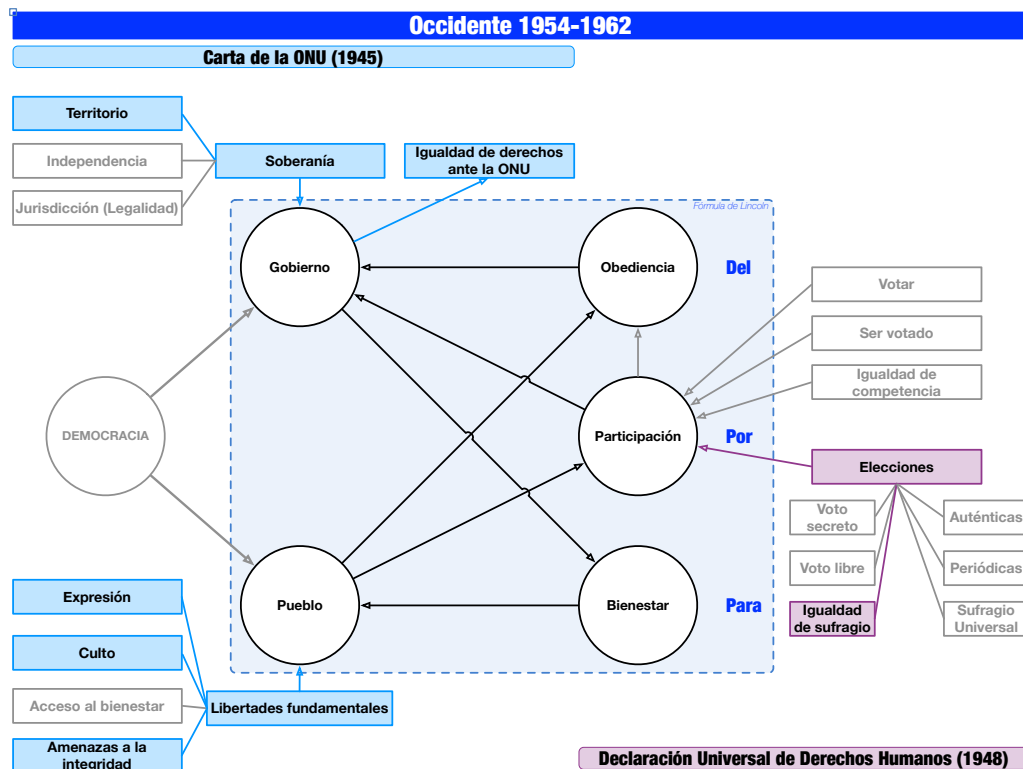 Occidente 1954-1962
Carta de la ONU (1945)
Territorio
Independencia
Jurisdicción (Legalidad)
Soberanía
Igualdad de derechos
ante la ONU
Fórmula de Lincoln
Gobierno
Obediencia
Del
Votar
Ser votado
Igualdad de
competencia
DEMOCRACIA
Participación
Por
Elecciones
Voto
secreto
Auténticas
Voto libre
Periódicas
Igualdad
de sufragio
Sufragio
Universal
Pueblo
Bienestar
Para
Expresión
Culto
Acceso al bienestar
Amenazas a la
integridad
Libertades fundamentales
Declaración Universal de Derechos Humanos (1948)